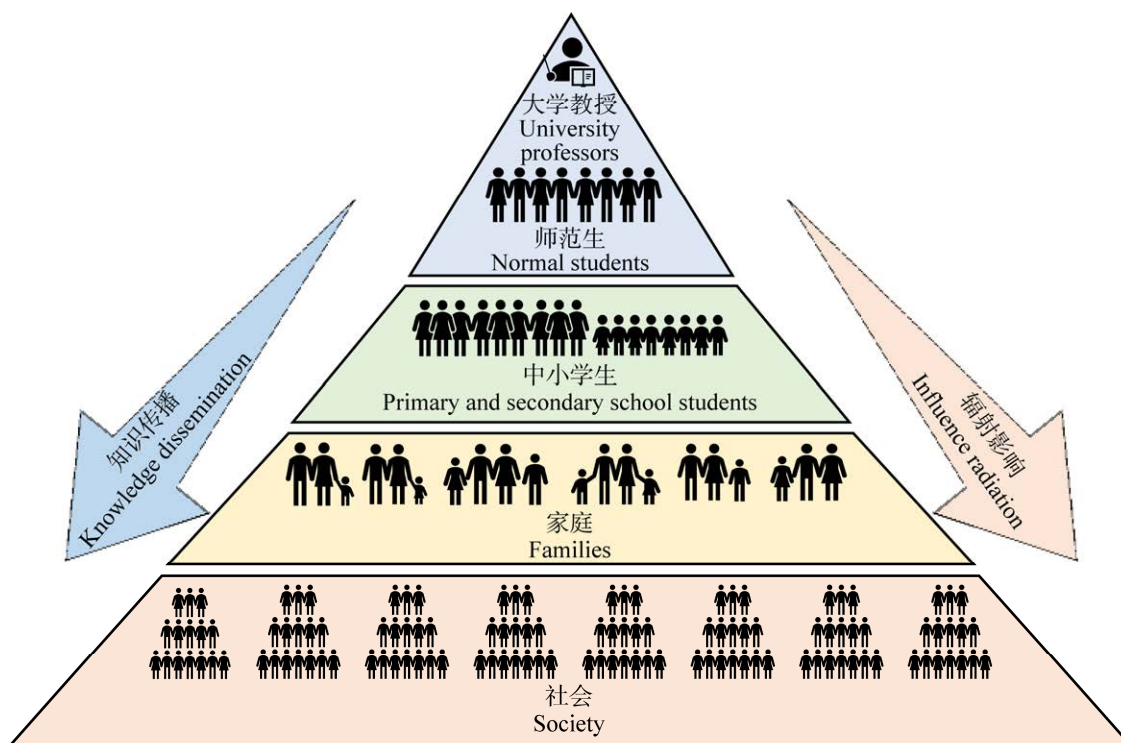 大学教授
University
professors
师范生
Normal students
中小学生
Primary and secondary school students
知识传播
Knowledge dissemination
辐射影响
Influence radiation
家庭
Families
社会
Society